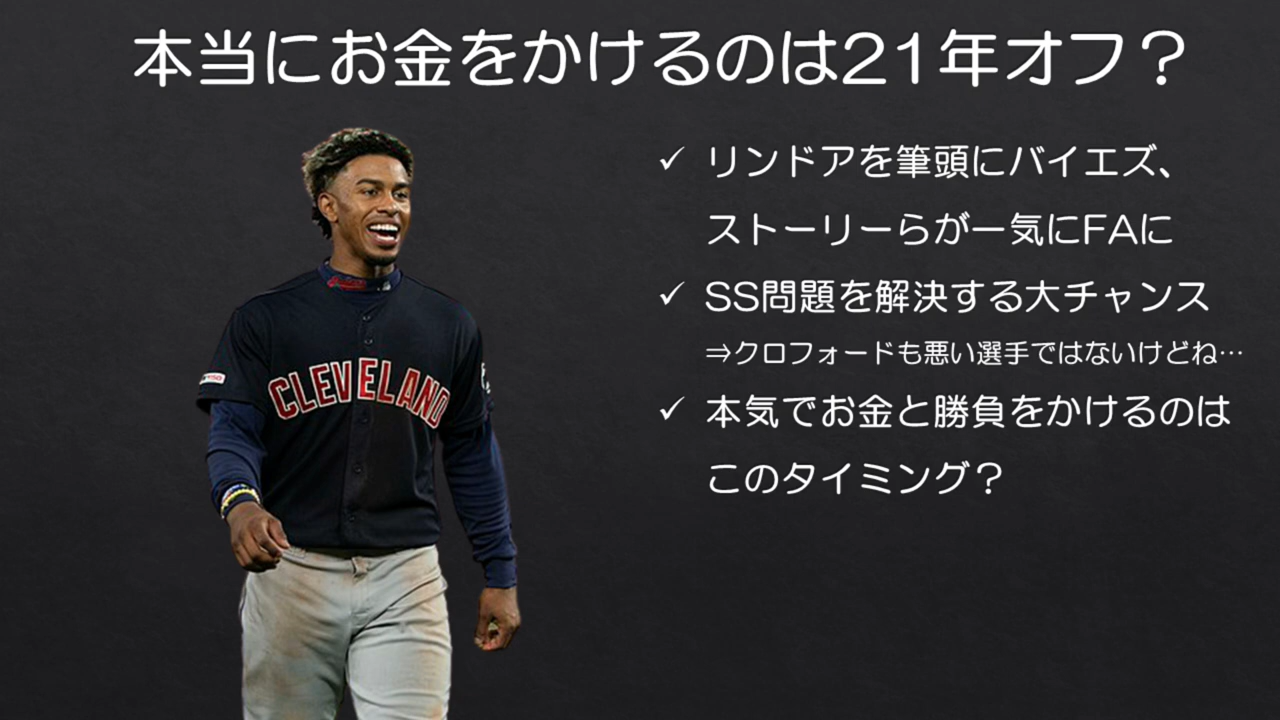 本当にお金をかけるのは21年オフ？
✓ リンドアを筆頭にバイエズ、
ストーリーらが一気にFAに
✓ SS問題を解決する大チャンス
⇒クロフォードも悪い選手ではないけどね…
✓ 本気でお金と勝負をかけるのは
このタイミング？
CLEVELAND